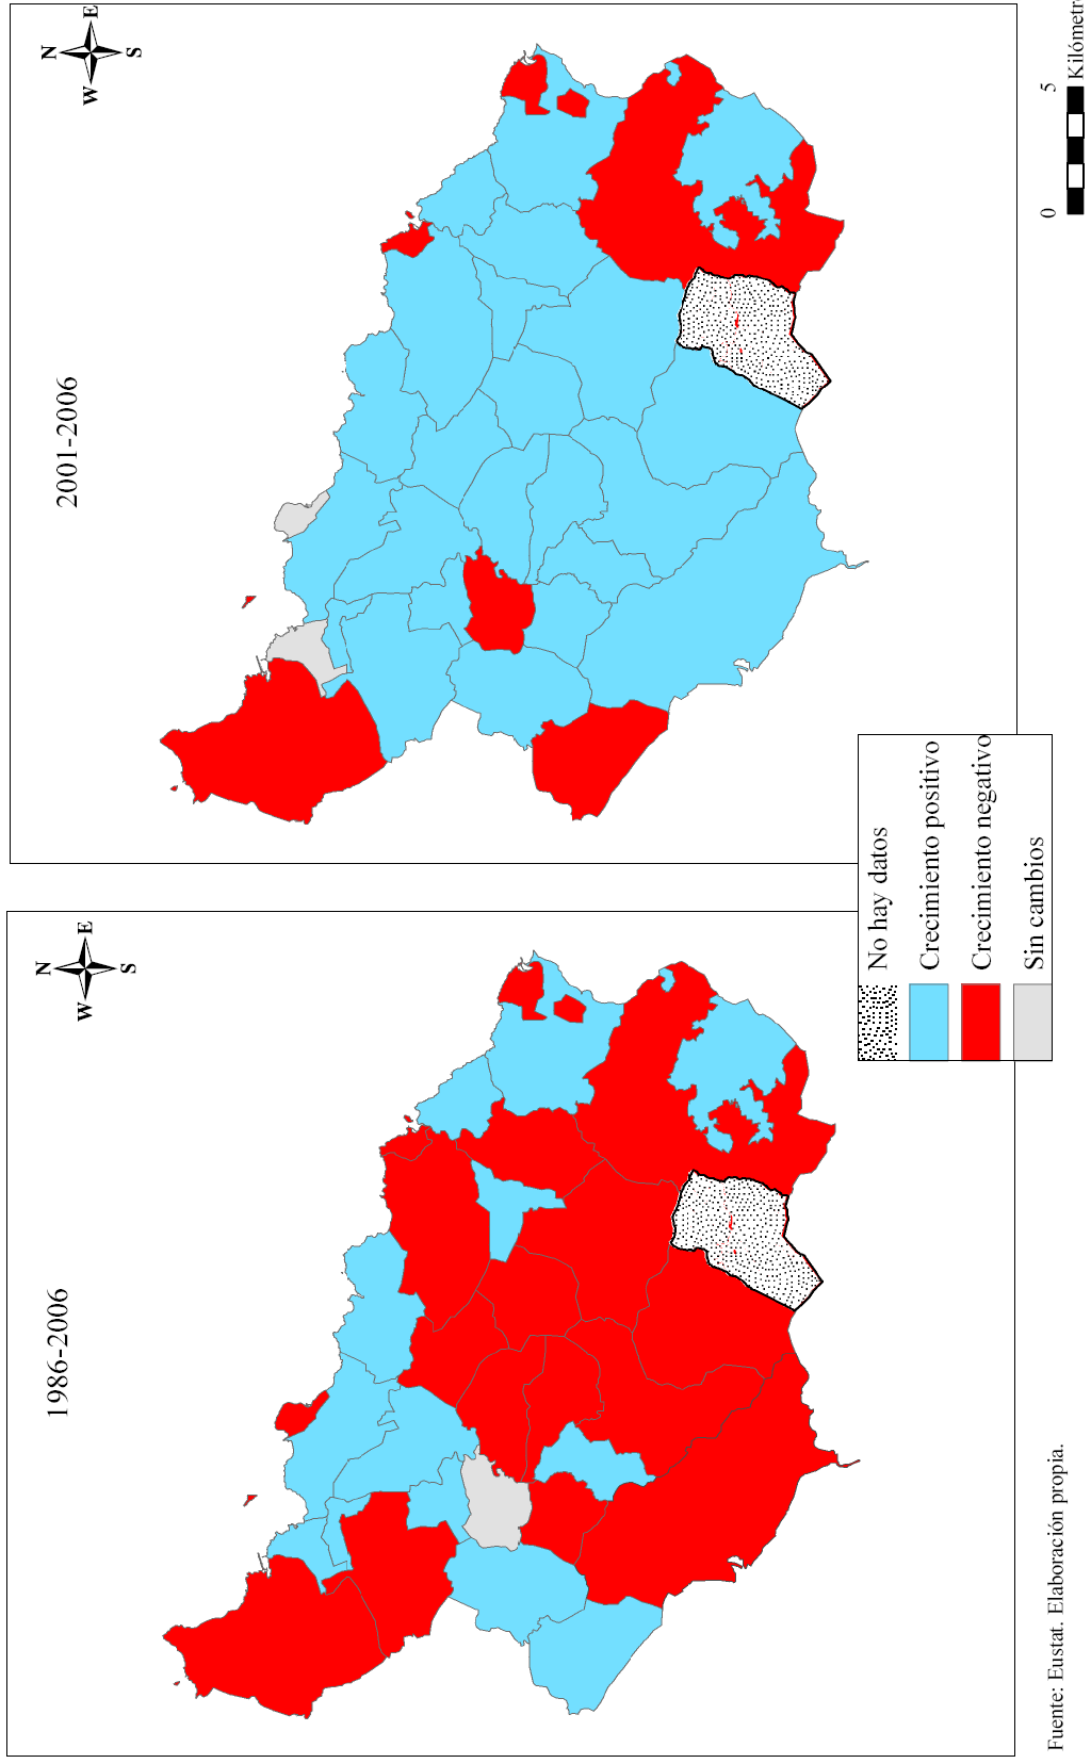 1986-2006
N
W E
S
2001-2006
N
W E
S
No hay datos
Crecimiento positivo
Crecimiento negativo
Sin cambios
0 5
Kilómetr
Fuente: Eustat. Elaboración propia.